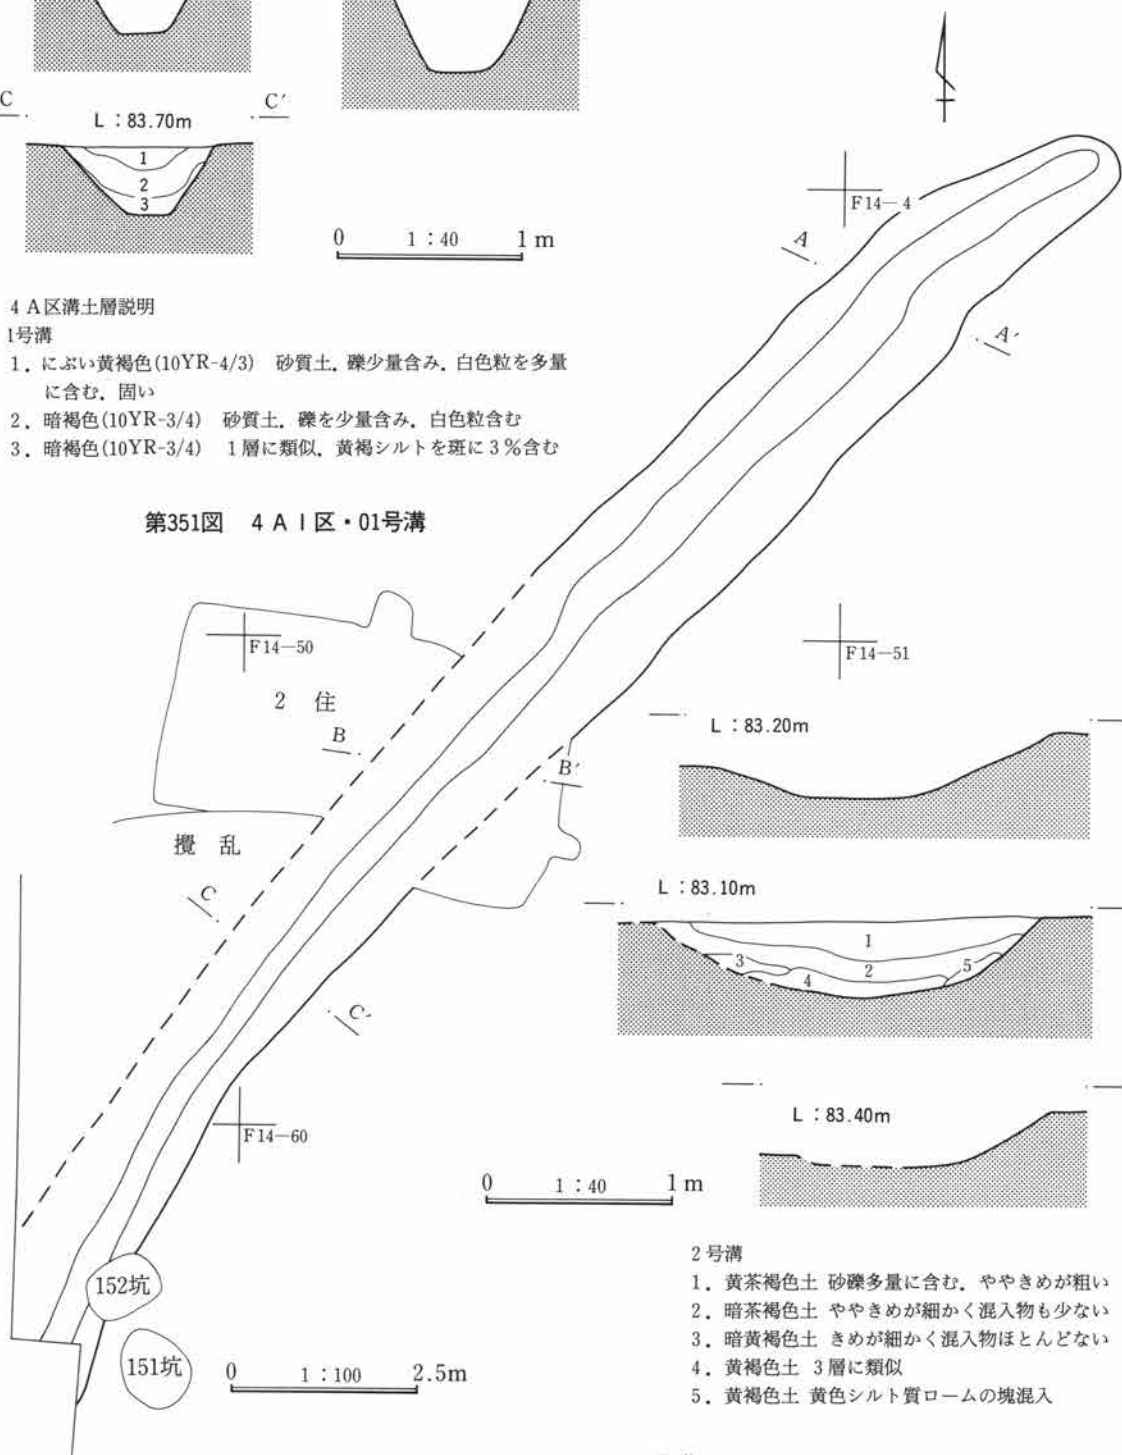 C C′
L：83.70m
1
2
3
0 1：40 1 m
4 A区溝土層説明
1号溝
1．にぶい黄褐色(10YR-4/3) 砂質土．礫少量含み．白色粒を多量
に含む．固い
2．暗褐色(10YR-3/4) 砂質土．礫を少量含み．白色粒含む
3．暗褐色(10YR-3/4) 1層に類似．黄褐シルトを斑に3％含む
第351図 4 A I 区・01号溝
F14—4
A
A′
F14—50
2 住
B
B′
攪 乱
C
C′
F14—51
L：83.20m
L：83.10m
1
2
3
4
5
L：83.40m
F14—60
0 1：40 1 m
152坑
151坑
0 1：100 2.5m
2号溝
1．黄茶褐色土 砂礫多量に含む．ややきめが粗い
2．暗茶褐色土 ややきめが細かく混入物も少ない
3．暗黄褐色土 きめが細かく混入物ほとんどない
4．黄褐色土 3層に類似
5．黄褐色土 黄色シルト質ロームの塊混入